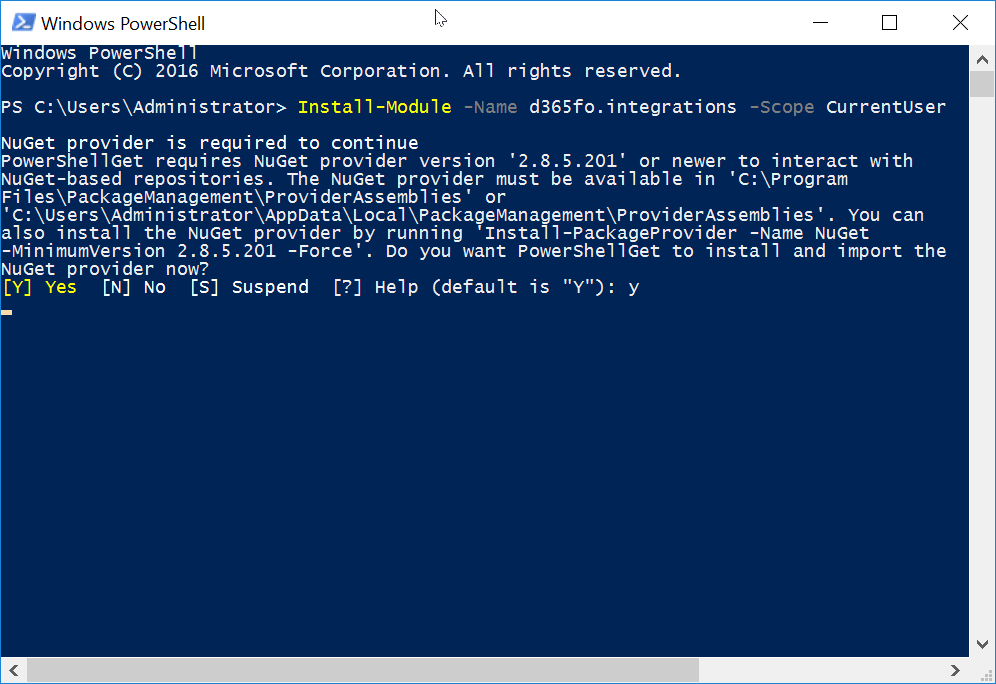 Windows PowerShell
Windows PowerShell
Copyright (C) 2016 Microsoft Corporation. All rights reserved.
PS C:\Users\Administrator> Install-Module -Name d365fo.integrations -Scope CurrentUser
NuGet provider is required to continue
PowerShellGet requires NuGet provider version '2.8.5.201' or newer to interact with
NuGet-based repositories. The NuGet provider must be available in 'C:\Program
Files\PackageManagement\ProviderAssemblies' or
'C:\Users\Administrator\AppData\Local\PackageManagement\ProviderAssemblies'. You can
also install the NuGet provider by running 'Install-PackageProvider -Name NuGet
-MinimumVersion 2.8.5.201 -Force'. Do you want PowerShellGet to install and import the
NuGet provider now?
[Y] Yes  [N] No  [S] Suspend  [?] Help (default is "Y"): y